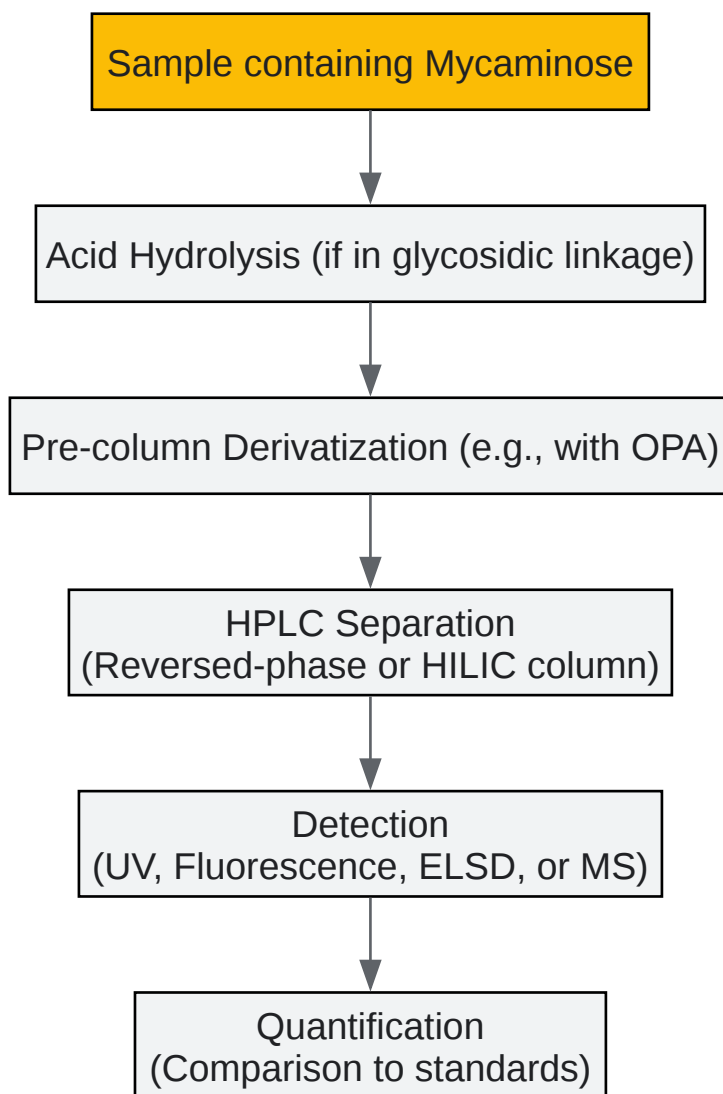 Sample containing Mycaminose
Acid Hydrolysis (if in glycosidic linkage)
Pre-column Derivatization (e.g., with OPA)
HPLC Separation
(Reversed-phase or HILIC column)
Detection
(UV, Fluorescence, ELSD, or MS)
Quantification
(Comparison to standards)